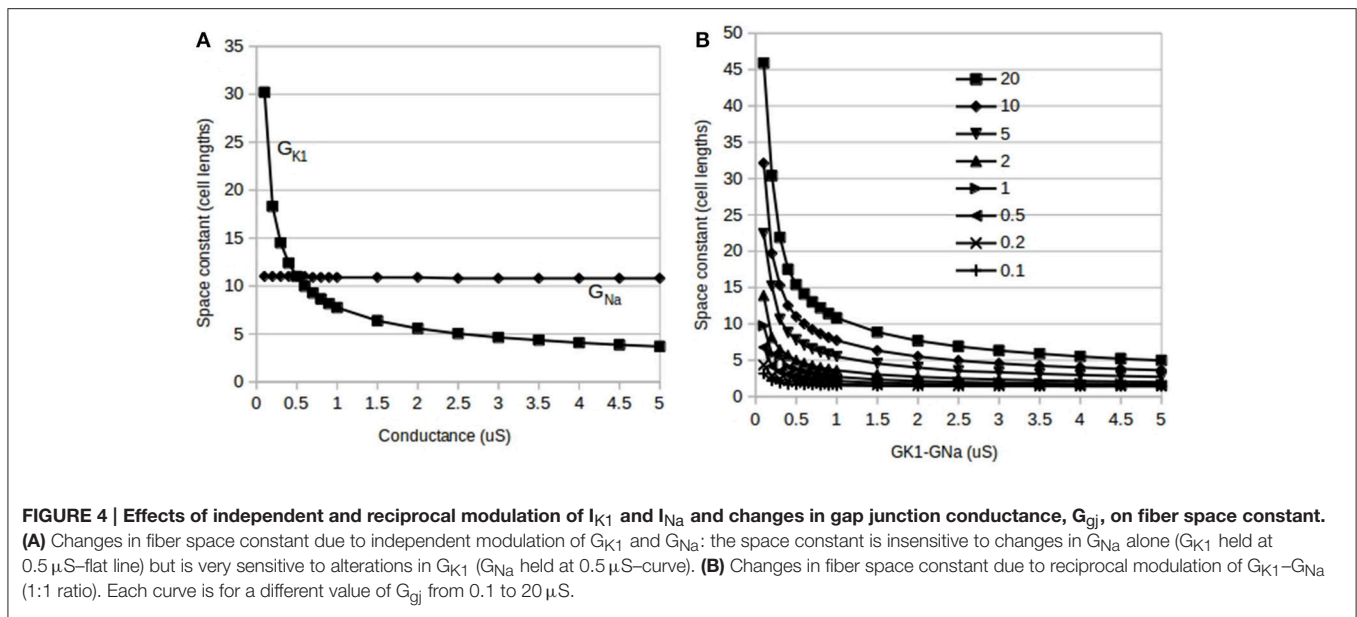 A
35
30
25
20
15
10
5
0
Space constant (cell lengths)
G_K1
G_Na
0 0.5 1 1.5 2 2.5 3 3.5 4 4.5 5
Conductance (uS)
B
50
45
40
35
30
25
20
15
10
5
0
Space constant (cell lengths)
20
10
5
2
1
0.5
0.2
0.1
0 0.5 1 1.5 2 2.5 3 3.5 4 4.5 5
GK1-GNa (uS)
FIGURE 4 | Effects of independent and reciprocal modulation of I_K1 and I_Na and changes in gap junction conductance, G_gj, on fiber space constant.
(A) Changes in fiber space constant due to independent modulation of G_K1 and G_Na: the space constant is insensitive to changes in G_Na alone (G_K1 held at
0.5 μS–flat line) but is very sensitive to alterations in G_K1 (G_Na held at 0.5 μS–curve). (B) Changes in fiber space constant due to reciprocal modulation of G_K1–G_Na
(1:1 ratio). Each curve is for a different value of G_gj from 0.1 to 20 μS.